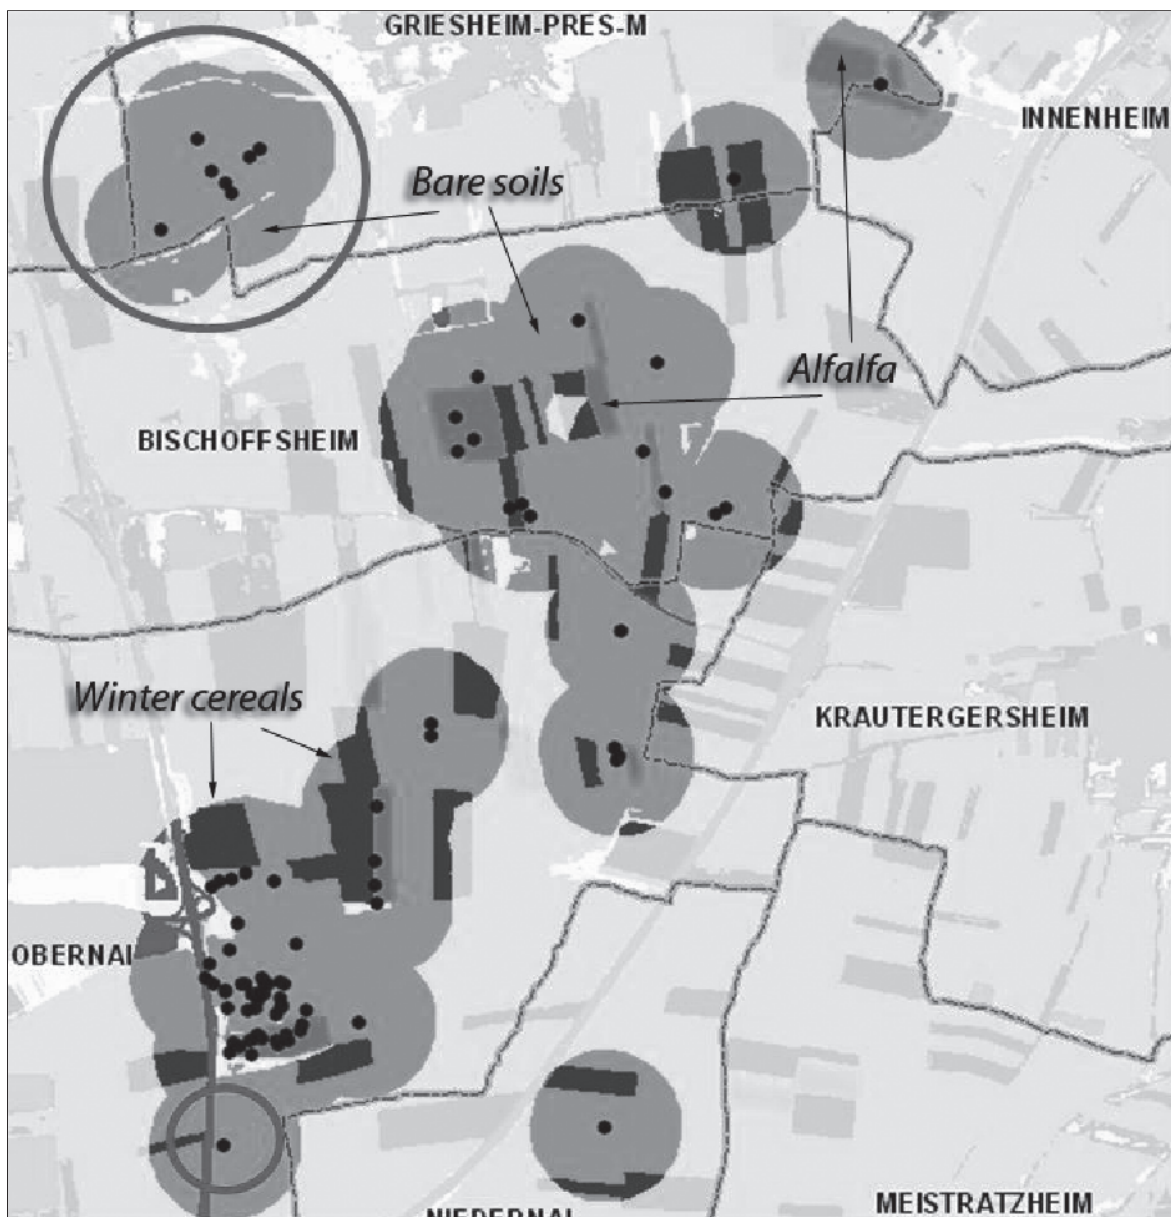 GRIESHEIM-PRES-M
INNENHEIM
Bare soils
Alfalfa
BISCHOFFSHEIM
Winter cereals
KRAUTERGERSHEIM
OBERNAI
MEISTRATZHEIM